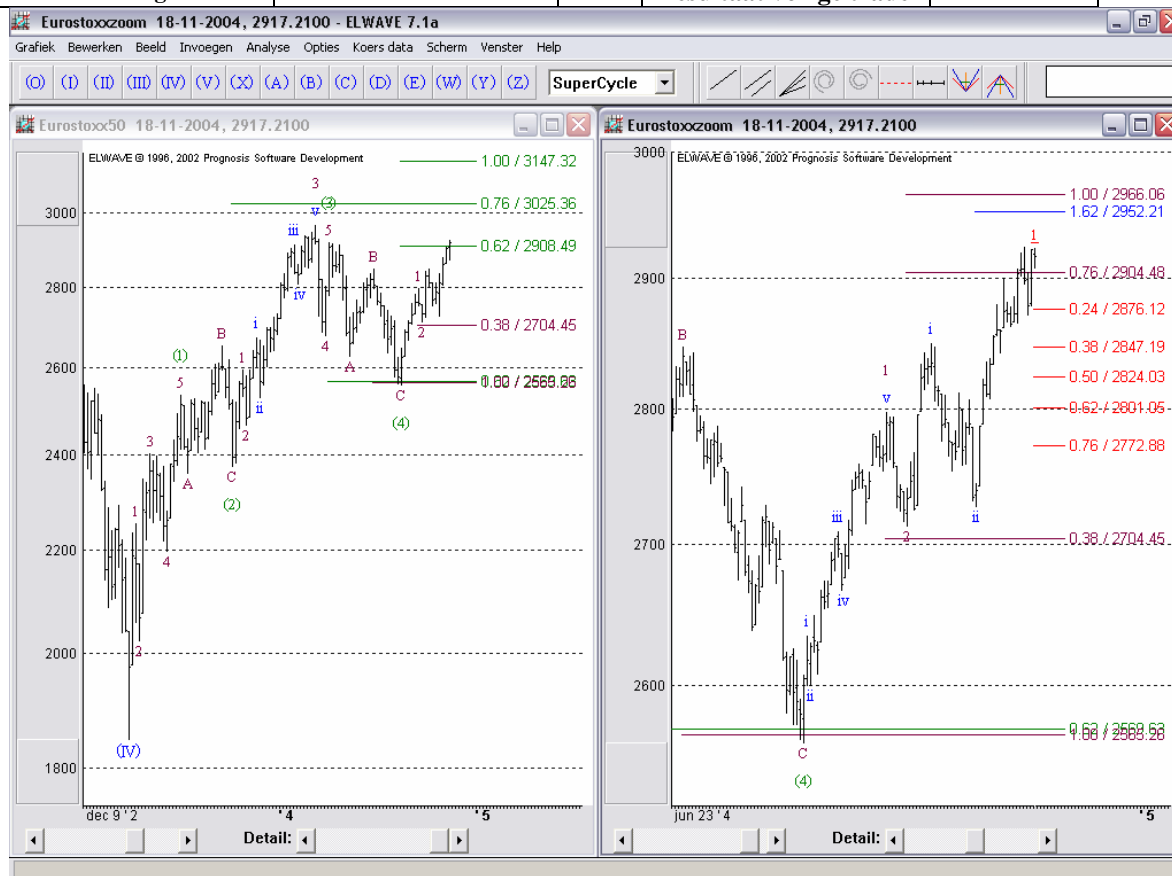 Eurostoxxzoom 18-11-2004, 2917.2100 - ELWAVE 7.1a
Grafiek Bewerken Beeld Invoegen Analyse Opties Koers data Scherm Venster Help
(O) (I) (II) (III) (IV) (V) (X) (A) (B) (C) (D) (E) (W) (Y) (Z) SuperCycle
Eurostoxx50 18-11-2004, 2917.2100
ELWAVE © 1996, 2002 Prognosis Software Development
1.00 / 3147.32
3
(3)
0.76 / 3025.36
3000
v
iii
5
0.62 / 2908.49
B
iv
2800
1
i
B
0.38 / 2704.45
2
4
(1)
A
2600
5
1
C
ii
(4)
3
2
2400
A
C
(2)
1
4
2200
2
2000
(IV)
1800
dec 9 '2 '4 '5
Detail:
Eurostoxxzoom 18-11-2004, 2917.2100
3000
ELWAVE © 1996, 2002 Prognosis Software Development
1.00 / 2966.06
1.62 / 2952.21
1
2900
0.76 / 2904.48
0.24 / 2876.12
B
i
0.38 / 2847.19
1
0.50 / 2824.03
v
2800
0.62 / 2801.05
0.76 / 2772.88
iii
ii
2
0.38 / 2704.45
2700
iv
i
ii
2600
C
(4)
jun 23 '4 '5
Detail: